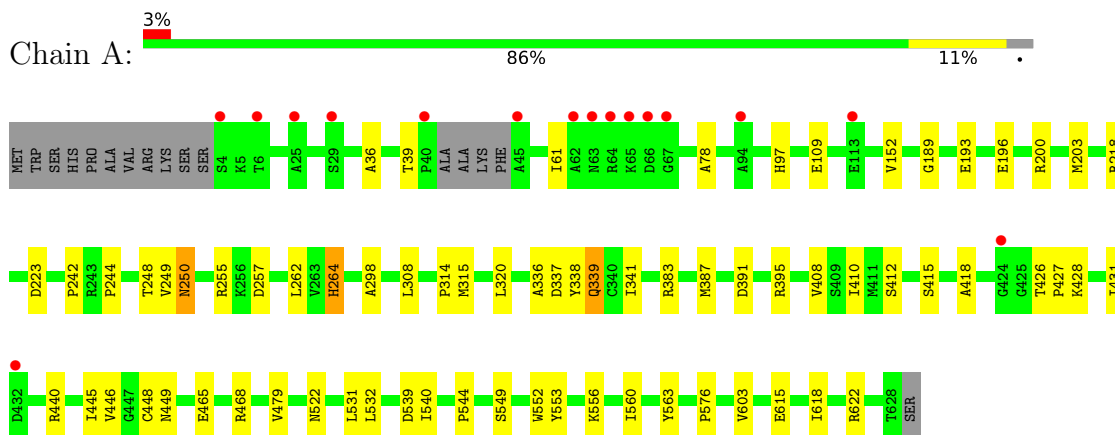 3%
Chain A:
86% 11% •
MET TRP SER HIS PRO ALA VAL ARG LYS SER SER S4 K5 T6 A25 S29 A36 T39 P40 ALA ALA LYS PHE A45 I61 A62 N63 R64 K65 D66 G67 A78 A94 H97 E109 E113 V152 G189 E193 E196 R200 M203
D223 P242 R243 P244 T248 V249 N250 R255 K256 D257 L262 V263 H264 A298 L308 P314 M315 L320 A336 D337 Y338 Q339 C340 I341 R383 M387 D391 R395 V408 S409 I410 M411 S412 S415 A418 G424 G425 T426 P427 K428 I431
D432 R440 I445 V446 G447 C448 N449 E465 R468 V479 N522 L531 L532 D539 I540 P544 S549 W552 Y553 K556 I560 Y563 P576 V603 E615 I618 R622 T628 SER